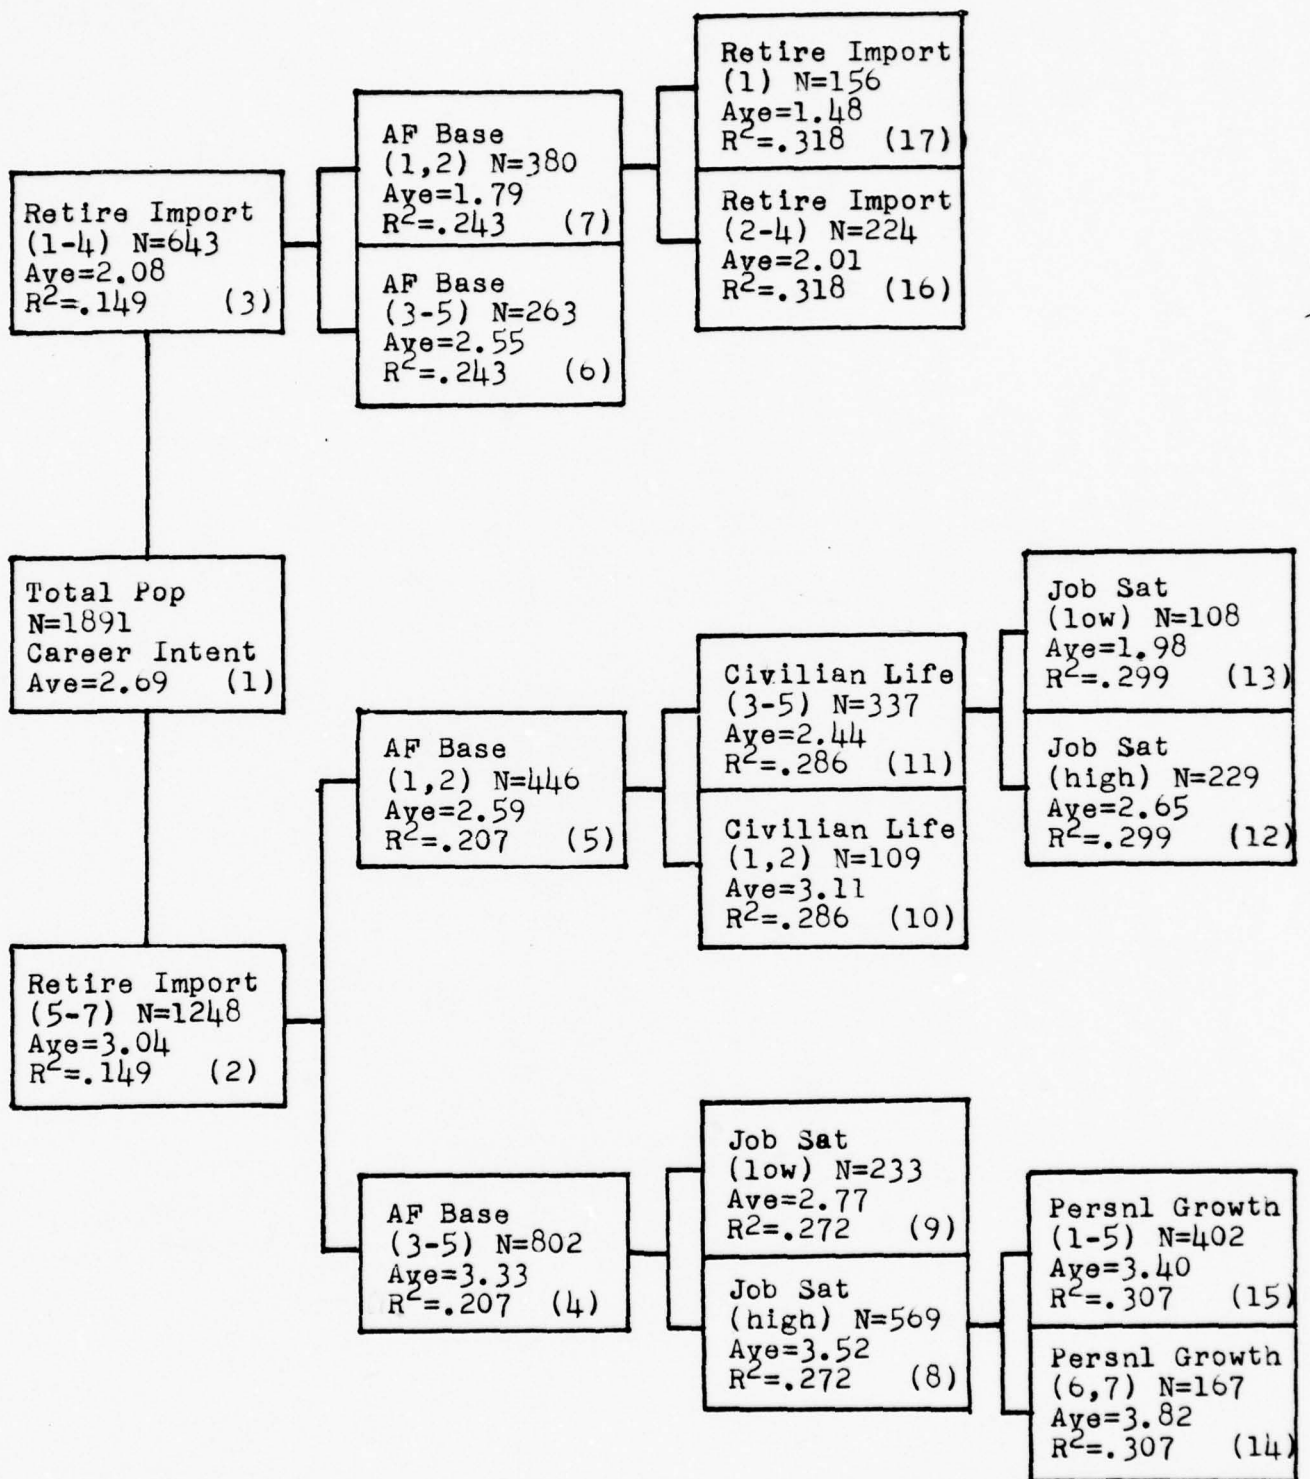 Retire Import
(1) N=156
Ave=1.48
R²=.318 (17)
Retire Import
(2-4) N=224
Ave=2.01
R²=.318 (16)
AF Base
(1,2) N=380
Ave=1.79
R²=.243 (7)
AF Base
(3-5) N=263
Ave=2.55
R²=.243 (6)
Retire Import
(1-4) N=643
Ave=2.08
R²=.149 (3)
Total Pop
N=1891
Career Intent
Ave=2.69 (1)
Retire Import
(5-7) N=1248
Ave=3.04
R²=.149 (2)
AF Base
(1,2) N=446
Ave=2.59
R²=.207 (5)
Civilian Life
(3-5) N=337
Ave=2.44
R²=.286 (11)
Civilian Life
(1,2) N=109
Ave=3.11
R²=.286 (10)
Job Sat
(low) N=108
Ave=1.98
R²=.299 (13)
Job Sat
(high) N=229
Ave=2.65
R²=.299 (12)
AF Base
(3-5) N=802
Ave=3.33
R²=.207 (4)
Job Sat
(low) N=233
Ave=2.77
R²=.272 (9)
Job Sat
(high) N=569
Ave=3.52
R²=.272 (8)
Persnl Growth
(1-5) N=402
Ave=3.40
R²=.307 (15)
Persnl Growth
(6,7) N=167
Ave=3.82
R²=.307 (14)